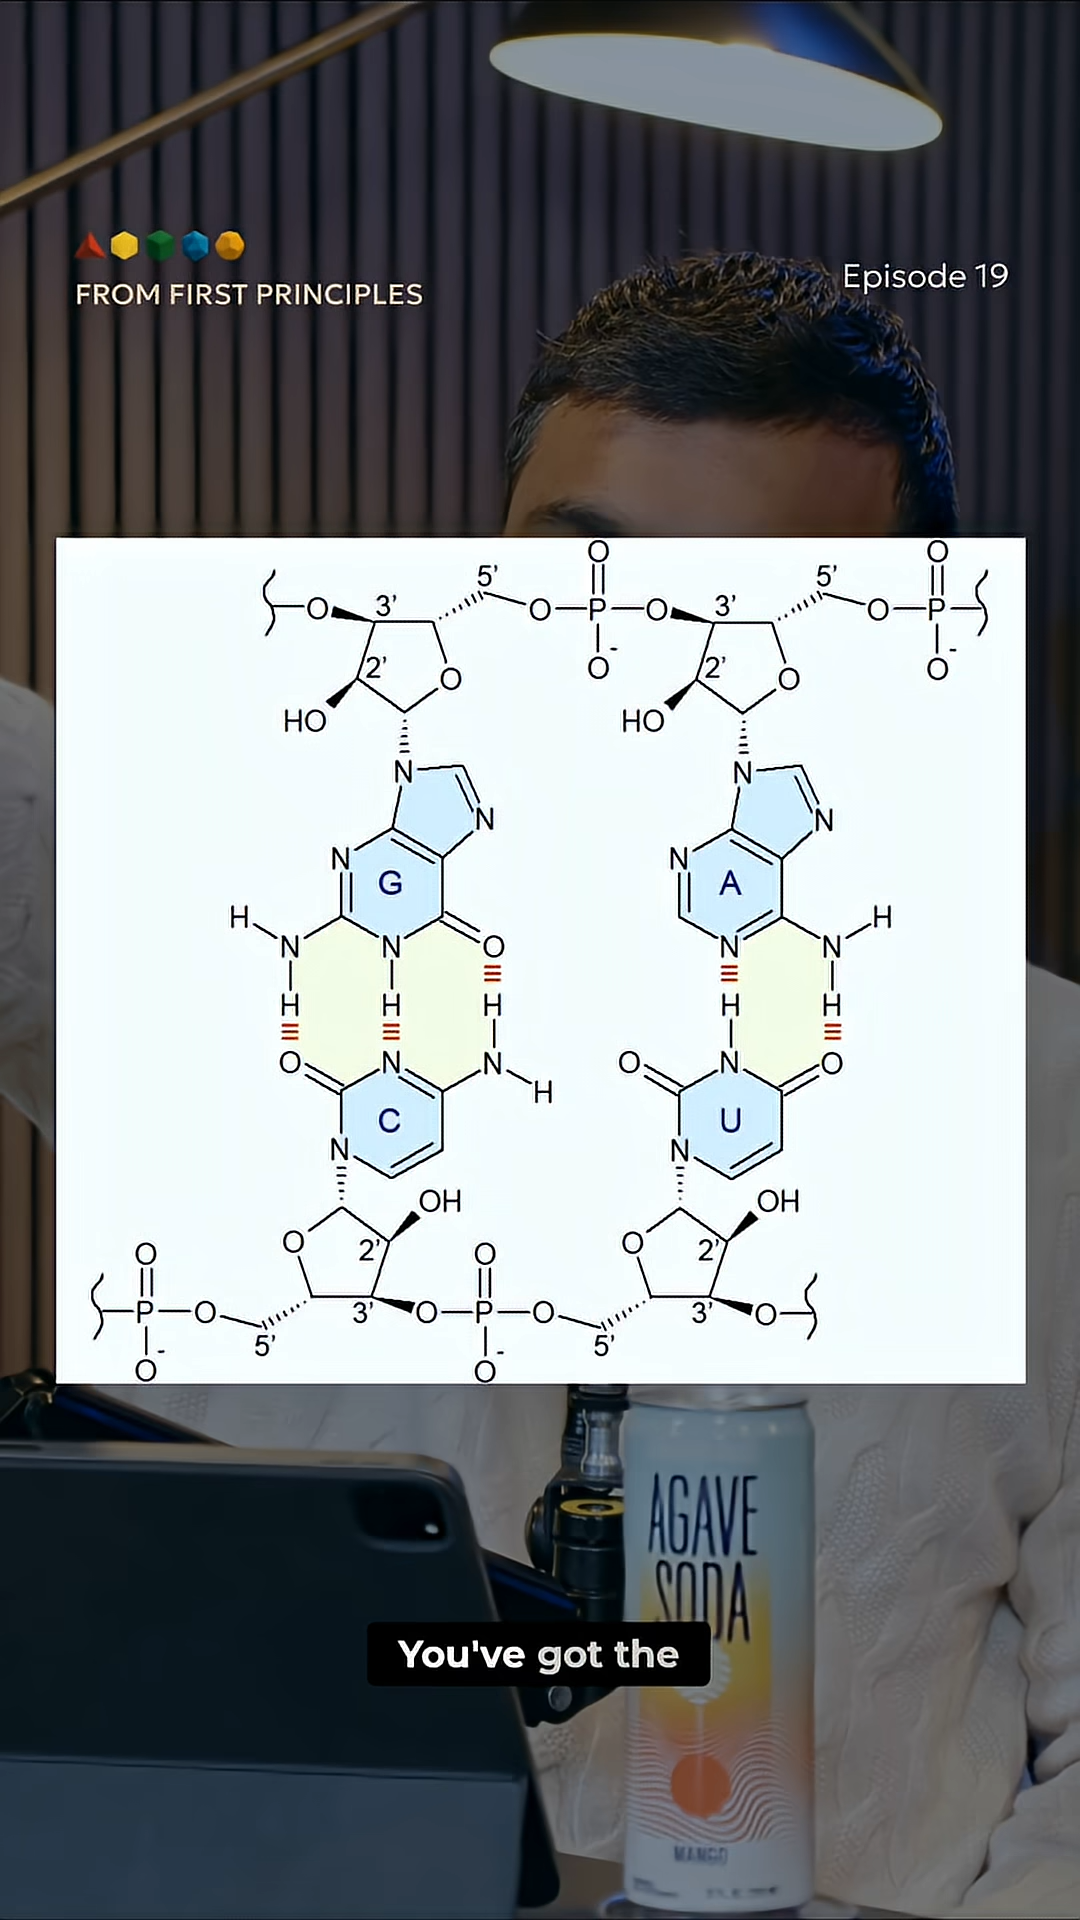 FROM FIRST PRINCIPLES
Episode 19
O O
5' 5'
O 3' O P O 3' O P
2' O O- 2' O O-
HO HO
N N
N N
N G N A
H H
N N O N N
H H H H H
O N N O N O
H
C U
N N
OH OH
O O
O 2' O 2'
P O 3' O P O 3' O
5' 5'
O- O-
AGAVE
SODA
You've got the
MANGO